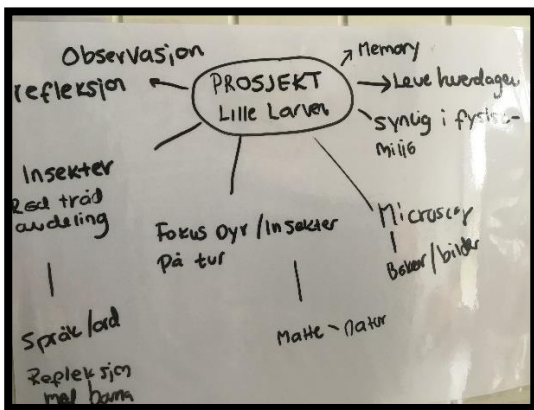 Observasjon
refleksjon
PROSJEKT
Lille Larven
Memory
Leve hverdagen
synlig i fysisk-
miljø
Insekter
Rød tråd
avdeling
Fokus Dyr/Insekter
På tur
Microscop
Bøker/bilder
Matte - natur
Språk/ord
Refleksjon
med barna